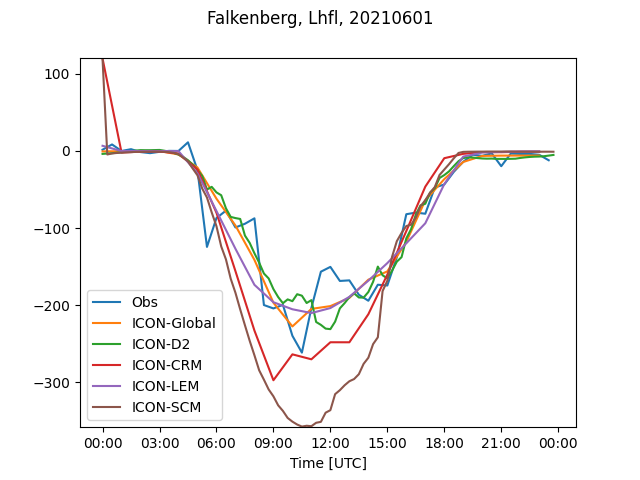 Falkenberg, Lhfl, 20210601
100
0
−100
−200
−300
Obs
ICON-Global
ICON-D2
ICON-CRM
ICON-LEM
ICON-SCM
00:00 03:00 06:00 09:00 12:00 15:00 18:00 21:00 00:00
Time [UTC]